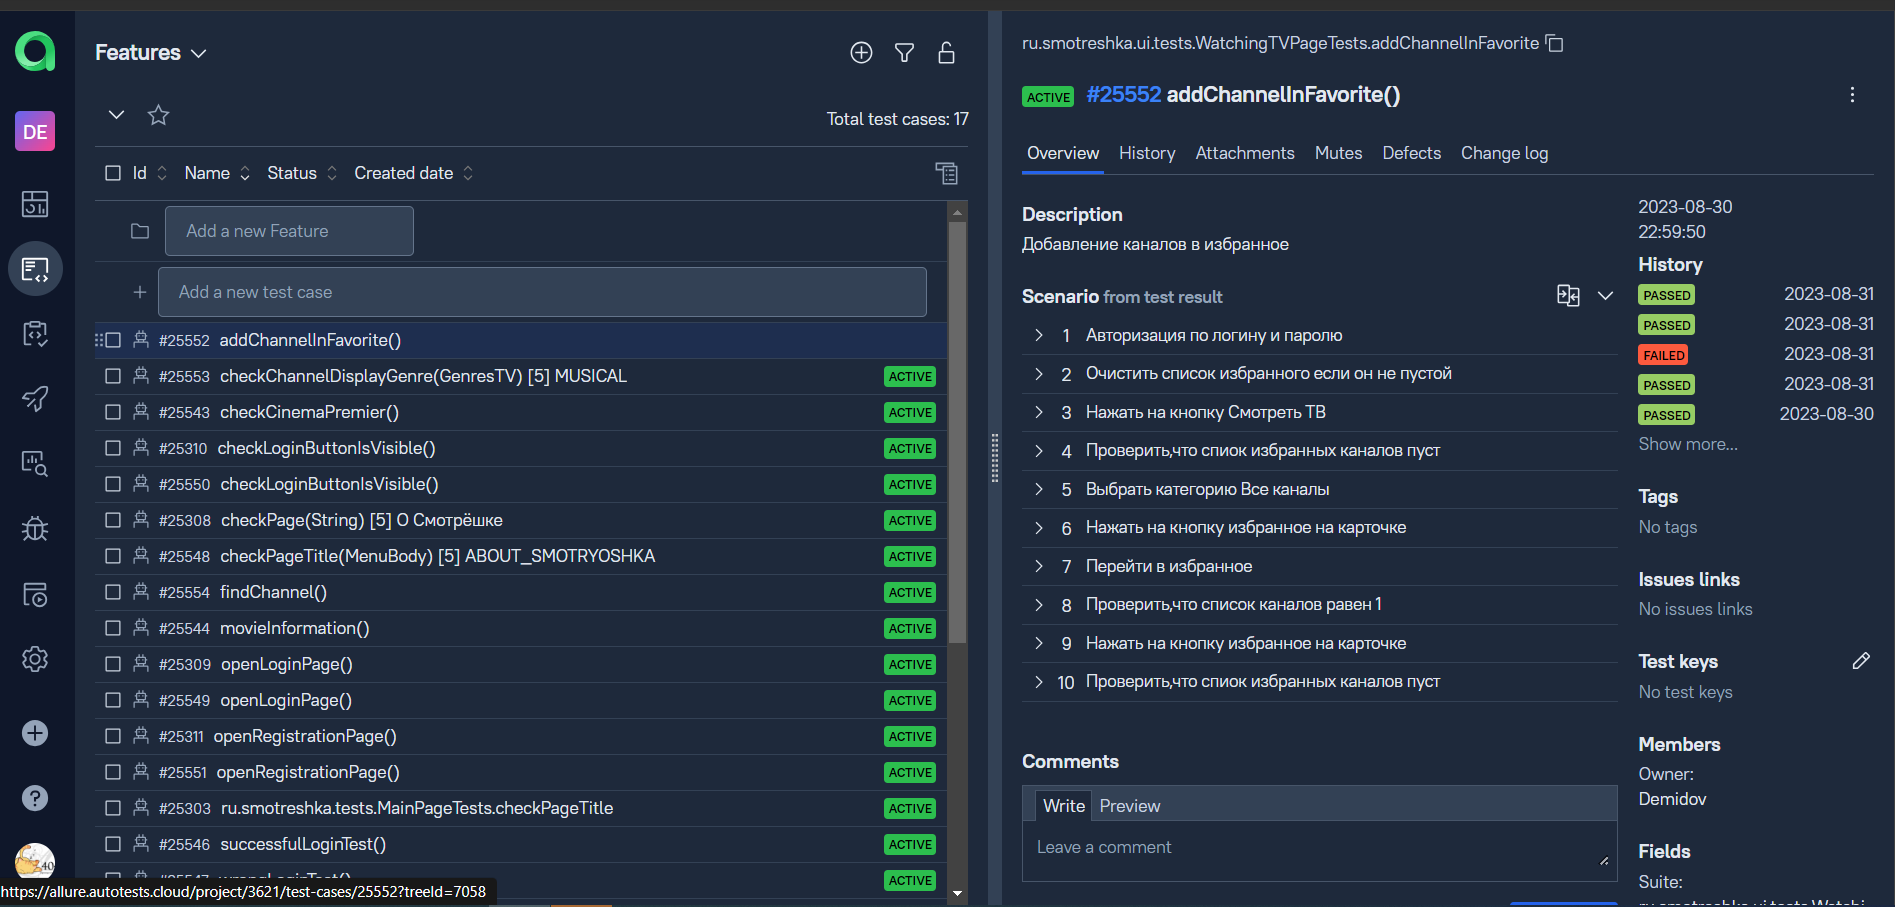 DE
Features
Total test cases: 17
Id Name Status Created date
Add a new Feature
Add a new test case
#25552 addChannelInFavorite()
#25553 checkChannelDisplayGenre(GenresTV) [5] MUSICAL ACTIVE
#25543 checkCinemaPremier() ACTIVE
#25310 checkLoginButtonIsVisible() ACTIVE
#25550 checkLoginButtonIsVisible() ACTIVE
#25308 checkPage(String) [5] О Смотрёшке ACTIVE
#25548 checkPageTitle(MenuBody) [5] ABOUT_SMOTRYOSHKA ACTIVE
#25554 findChannel() ACTIVE
#25544 movieInformation() ACTIVE
#25309 openLoginPage() ACTIVE
#25549 openLoginPage() ACTIVE
#25311 openRegistrationPage() ACTIVE
#25551 openRegistrationPage() ACTIVE
#25303 ru.smotreshka.tests.MainPageTests.checkPageTitle ACTIVE
#25546 successfulLoginTest() ACTIVE
ACTIVE
https://allure.autotests.cloud/project/3621/test-cases/25552?treeId=7058
ru.smotreshka.ui.tests.WatchingTVPageTests.addChannelInFavorite
ACTIVE #25552 addChannelInFavorite()
Overview History Attachments Mutes Defects Change log
Description
Добавление каналов в избранное
Scenario from test result
1 Авторизация по логину и паролю
2 Очистить список избранного если он не пустой
3 Нажать на кнопку Смотреть ТВ
4 Проверить,что спиок избранных каналов пуст
5 Выбрать категорию Все каналы
6 Нажать на кнопку избранное на карточке
7 Перейти в избранное
8 Проверить,что список каналов равен 1
9 Нажать на кнопку избранное на карточке
10 Проверить,что спиок избранных каналов пуст
Comments
Write Preview
Leave a comment
2023-08-30
22:59:50
History
PASSED 2023-08-31
PASSED 2023-08-31
FAILED 2023-08-31
PASSED 2023-08-31
PASSED 2023-08-30
Show more...
Tags
No tags
Issues links
No issues links
Test keys
No test keys
Members
Owner:
Demidov
Fields
Suite: